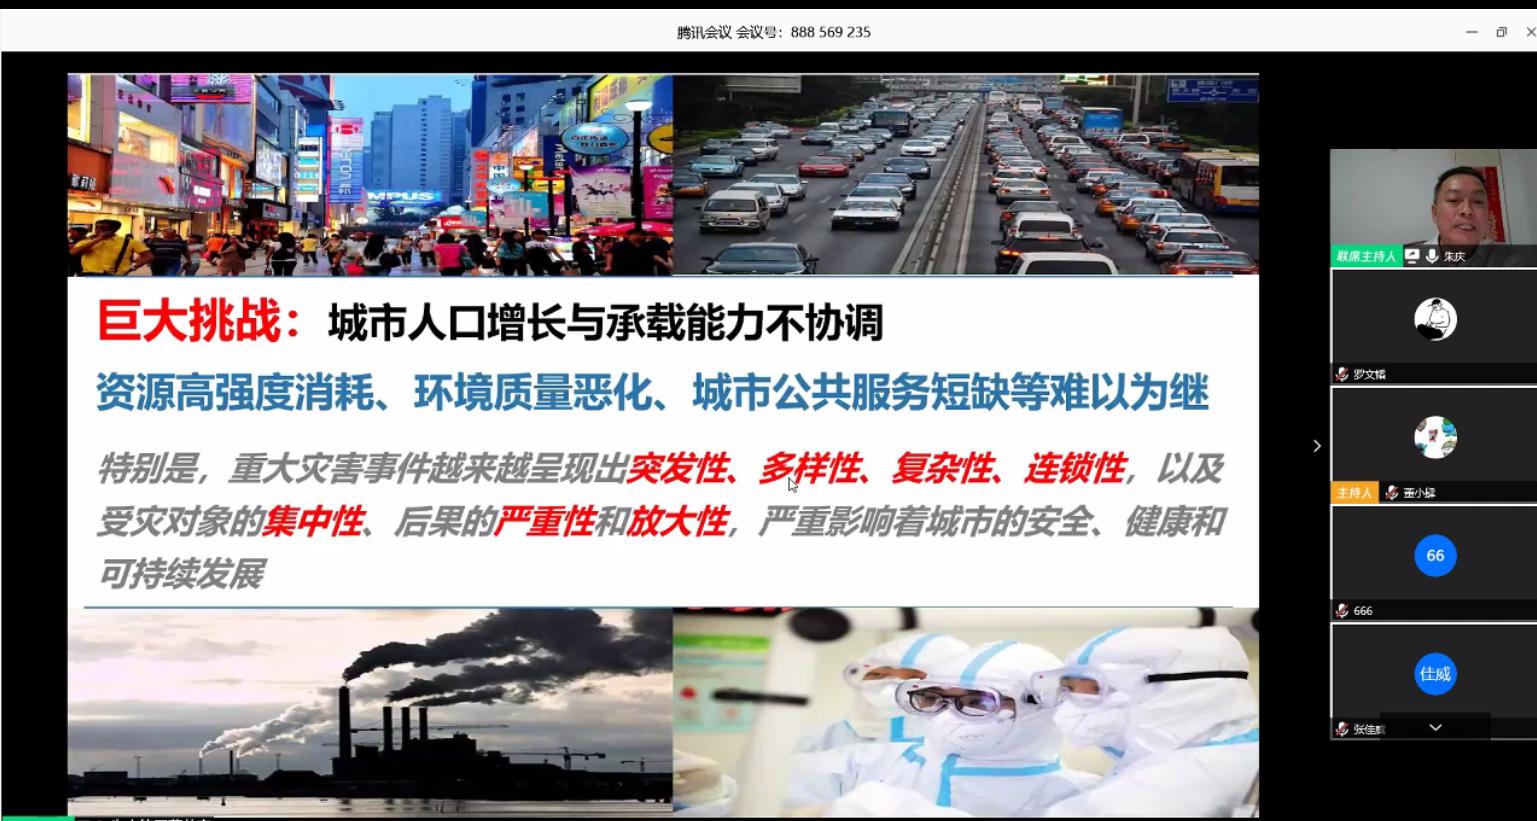 腾讯会议 会议号：888 569 235
CAMPUS
巨大挑战：城市人口增长与承载能力不协调
资源高强度消耗、环境质量恶化、城市公共服务短缺等难以为继
特别是，重大灾害事件越来越呈现出突发性、多样性、复杂性、连锁性，以及
受灾对象的集中性、后果的严重性和放大性，严重影响着城市的安全、健康和
可持续发展
联席主持人 朱庆
罗文
主持人 董小
66
666
佳威
张佳